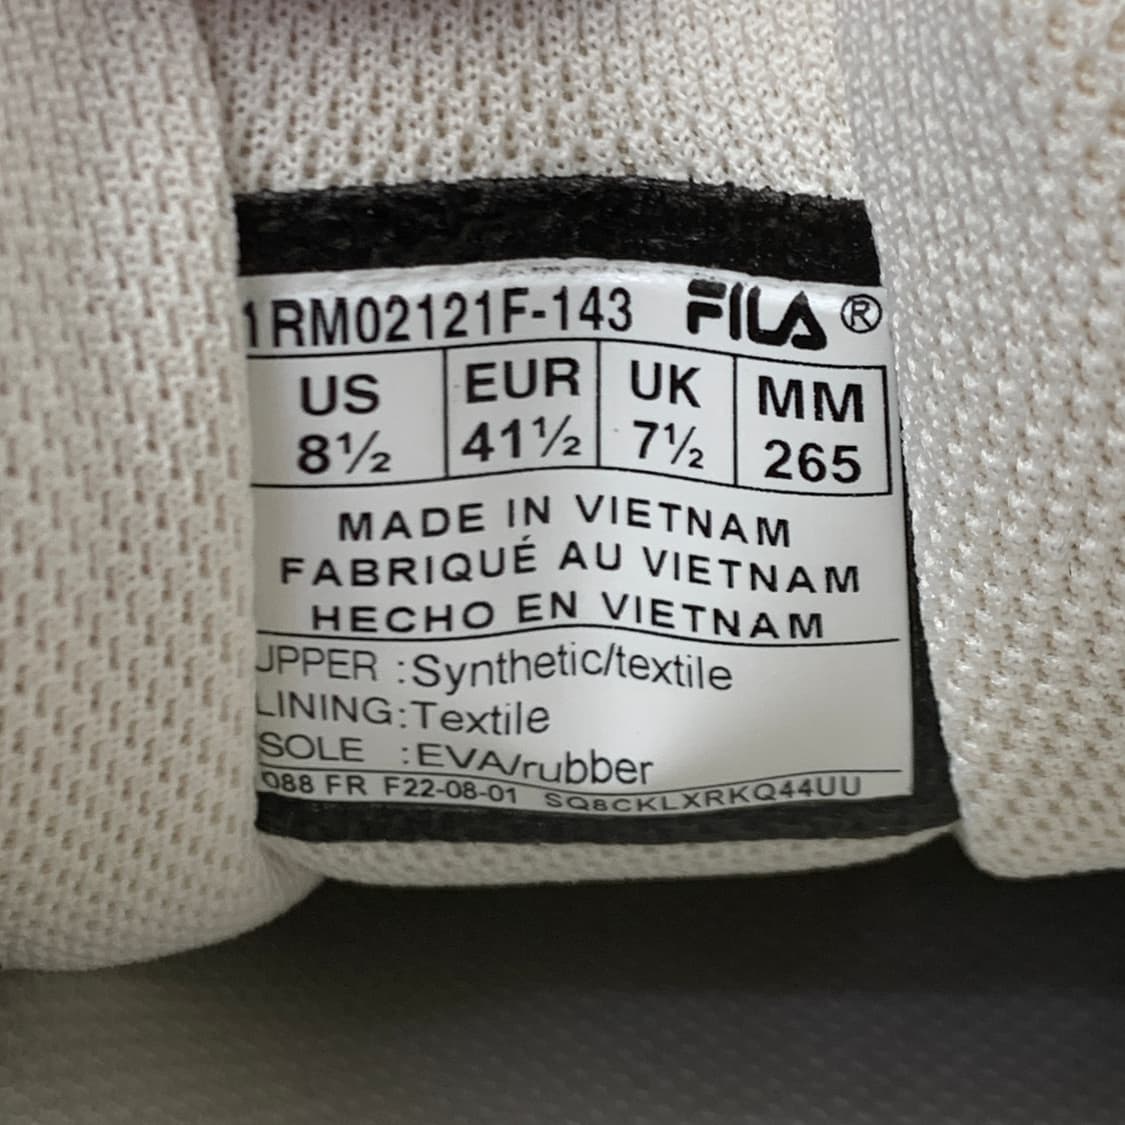 1RM02121F-143 FILA®
US EUR UK MM
8½ 41½ 7½ 265
MADE IN VIETNAM
FABRIQUÉ AU VIETNAM
HECHO EN VIETNAM
UPPER :Synthetic/textile
LINING:Textile
SOLE :EVA/rubber
088 FR F22-08-01 SQ8CKLXRKQ44UU